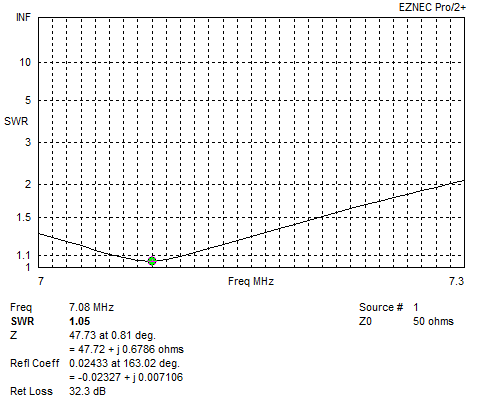 EZNEC Pro/2+
INF
10
5
SWR
3
2
1.5
1.1
1
7 Freq MHz 7.3
Freq 7.08 MHz Source # 1
SWR 1.05 Z0 50 ohms
Z 47.73 at 0.81 deg.
= 47.72 + j 0.6786 ohms
Refl Coeff 0.02433 at 163.02 deg.
= -0.02327 + j 0.007106
Ret Loss 32.3 dB